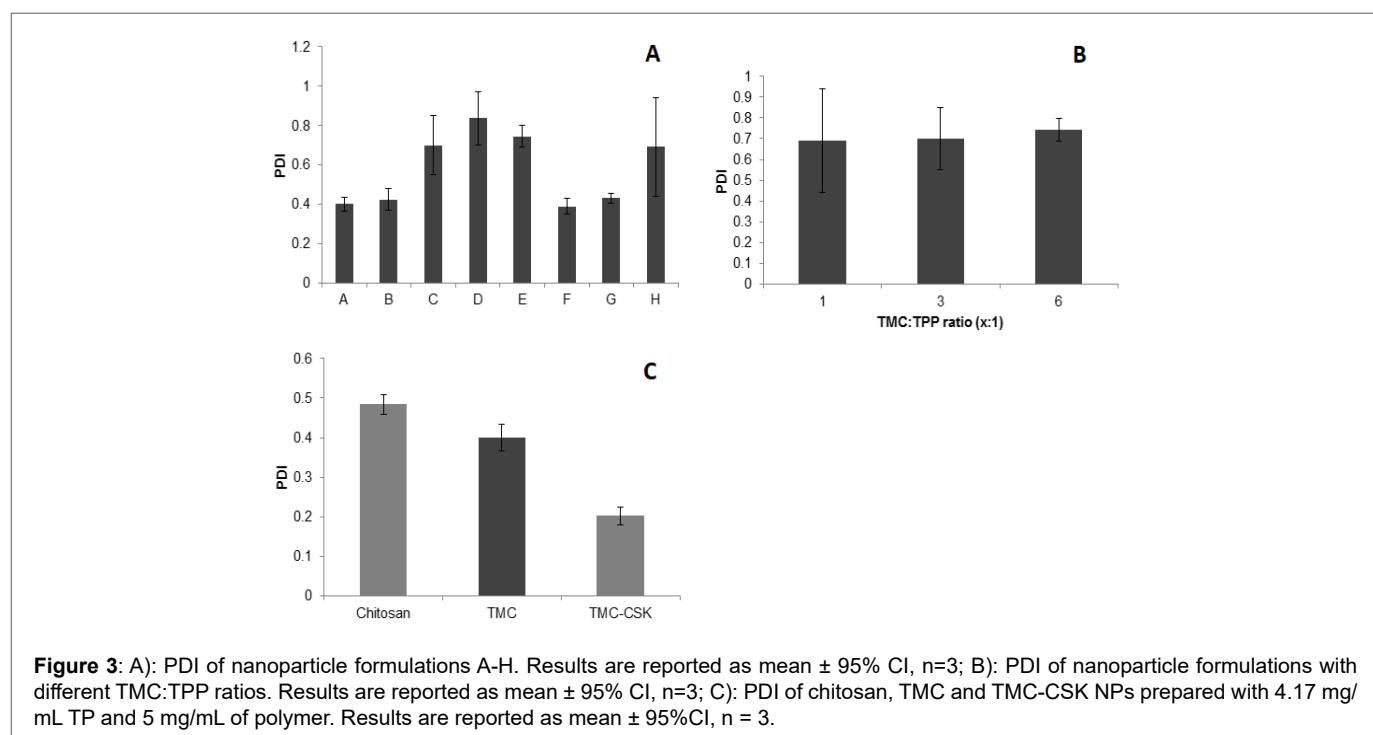 A
1.2
1
0.8
0.6
0.4
0.2
0
PDI
A B C D E F G H
B
1
0.9
0.8
0.7
0.6
0.5
0.4
0.3
0.2
0.1
0
PDI
1 3 6
TMC:TPP ratio (x:1)
C
0.6
0.5
0.4
0.3
0.2
0.1
0
PDI
Chitosan TMC TMC-CSK
Figure 3: A): PDI of nanoparticle formulations A-H. Results are reported as mean ± 95% CI, n=3; B): PDI of nanoparticle formulations with
different TMC:TPP ratios. Results are reported as mean ± 95% CI, n=3; C): PDI of chitosan, TMC and TMC-CSK NPs prepared with 4.17 mg/
mL TP and 5 mg/mL of polymer. Results are reported as mean ± 95%CI, n = 3.